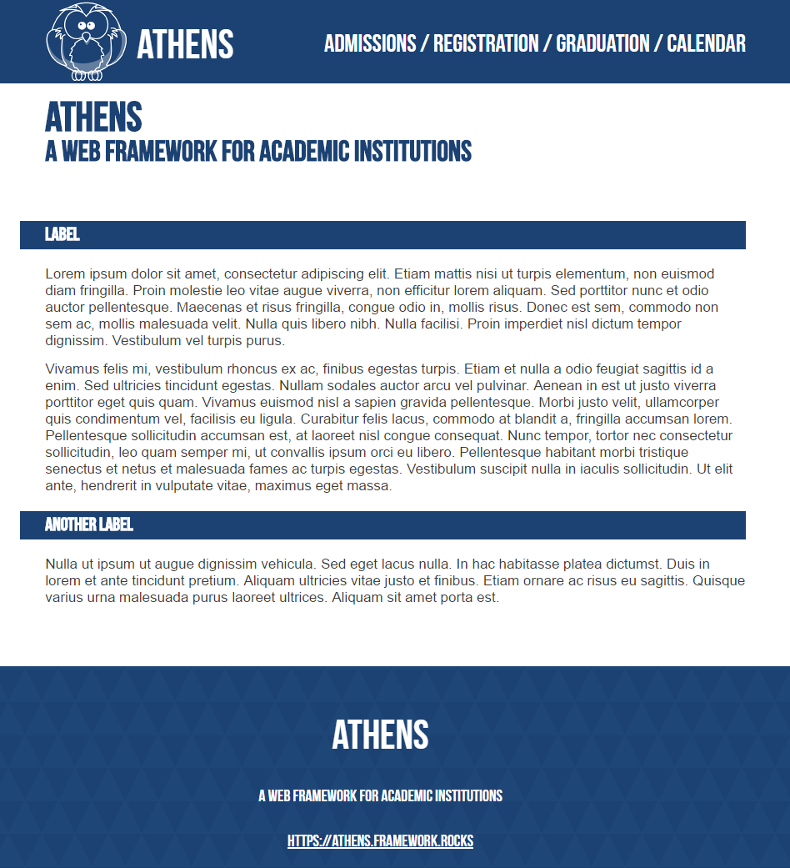 ATHENS
ADMISSIONS / REGISTRATION / GRADUATION / CALENDAR
ATHENS
A WEB FRAMEWORK FOR ACADEMIC INSTITUTIONS
LABEL
Lorem ipsum dolor sit amet, consectetur adipiscing elit. Etiam mattis nisi ut turpis elementum, non euismod
diam fringilla. Proin molestie leo vitae augue viverra, non efficitur lorem aliquam. Sed porttitor nunc et odio
auctor pellentesque. Maecenas et risus fringilla, congue odio in, mollis risus. Donec est sem, commodo non
sem ac, mollis malesuada velit. Nulla quis libero nibh. Nulla facilisi. Proin imperdiet nisl dictum tempor
dignissim. Vestibulum vel turpis purus.
Vivamus felis mi, vestibulum rhoncus ex ac, finibus egestas turpis. Etiam et nulla a odio feugiat sagittis id a
enim. Sed ultricies tincidunt egestas. Nullam sodales auctor arcu vel pulvinar. Aenean in est ut justo viverra
porttitor eget quis quam. Vivamus euismod nisl a sapien gravida pellentesque. Morbi justo velit, ullamcorper
quis condimentum vel, facilisis eu ligula. Curabitur felis lacus, commodo at blandit a, fringilla accumsan lorem.
Pellentesque sollicitudin accumsan est, at laoreet nisl congue consequat. Nunc tempor, tortor nec consectetur
sollicitudin, leo quam semper mi, ut convallis ipsum orci eu libero. Pellentesque habitant morbi tristique
senectus et netus et malesuada fames ac turpis egestas. Vestibulum suscipit nulla in iaculis sollicitudin. Ut elit
ante, hendrerit in vulputate vitae, maximus eget massa.
ANOTHER LABEL
Nulla ut ipsum ut augue dignissim vehicula. Sed eget lacus nulla. In hac habitasse platea dictumst. Duis in
lorem et ante tincidunt pretium. Aliquam ultricies vitae justo et finibus. Etiam ornare ac risus eu sagittis. Quisque
varius urna malesuada purus laoreet ultrices. Aliquam sit amet porta est.
ATHENS
A WEB FRAMEWORK FOR ACADEMIC INSTITUTIONS
HTTPS://ATHENS.FRAMEWORK.ROCKS